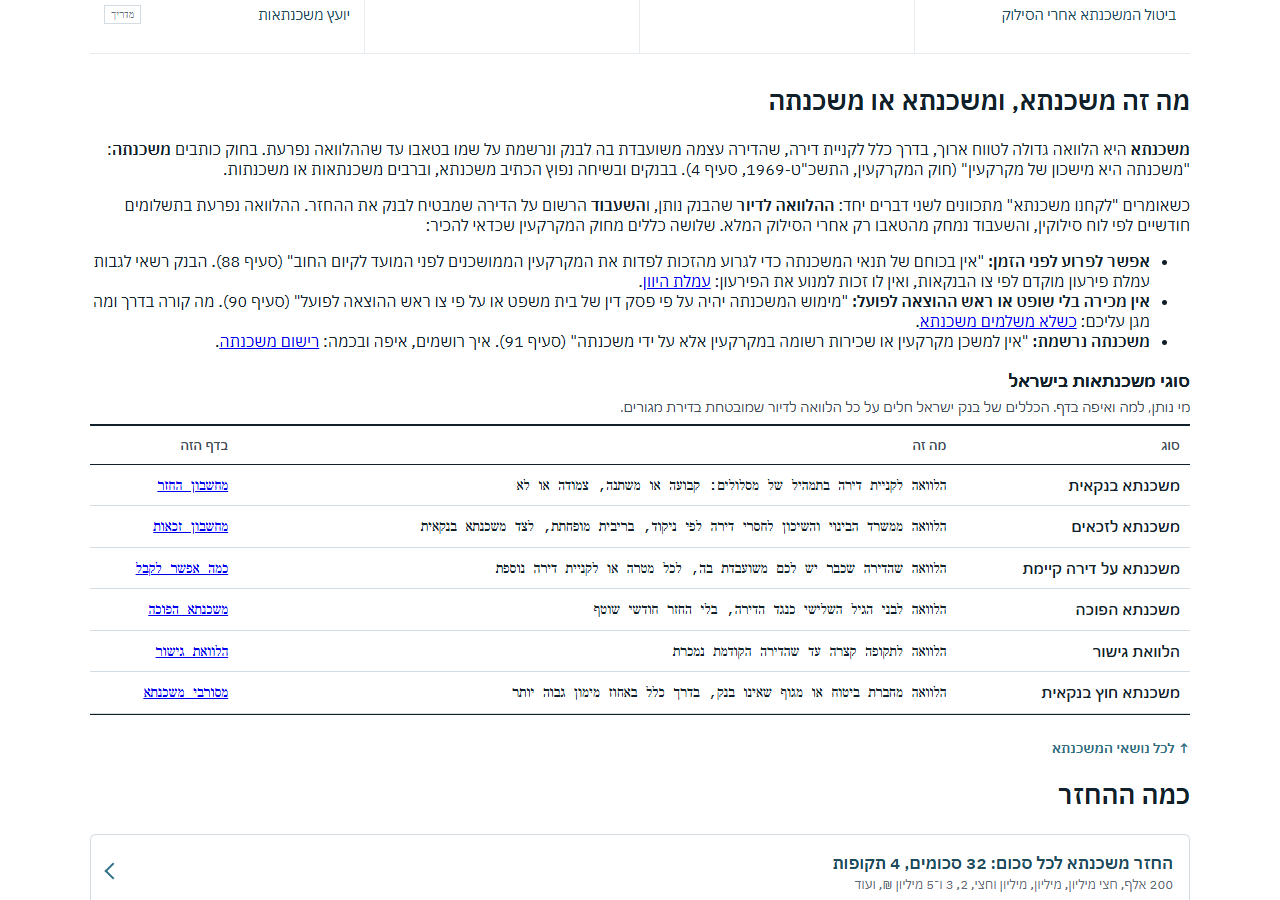 ביטול המשכנתא אחרי הסילוק
יועץ משכנתאות
מדריך
מה זה משכנתא, ומשכנתא או משכנתה
משכנתא היא הלוואה גדולה לטווח ארוך, בדרך כלל לקניית דירה, שהדירה עצמה משועבדת בה לבנק ונרשמת על שמו בטאבו עד שההלוואה נפרעת. בחוק כותבים משכנתה:
"משכנתה היא מישכון של מקרקעין" (חוק המקרקעין, התשכ"ט-1969, סעיף 4). בבנקים ובשיחה נפוץ הכתיב משכנתא, וברבים משכנתאות או משכנתות.
כשאומרים "לקחנו משכנתא" מתכוונים לשני דברים יחד: ההלוואה לדיור שהבנק נותן, והשעבוד הרשום על הדירה שמבטיח לבנק את ההחזר. ההלוואה נפרעת בתשלומים
חודשיים לפי לוח סילוקין, והשעבוד נמחק מהטאבו רק אחרי הסילוק המלא. שלושה כללים מחוק המקרקעין שכדאי להכיר:
• אפשר לפרוע לפני הזמן: "אין בכוחם של תנאי המשכנתה כדי לגרוע מהזכות לפדות את המקרקעין הממושכנים לפני המועד לקיום החוב" (סעיף 88). הבנק רשאי לגבות
עמלת פירעון מוקדם לפי צו הבנקאות, ואין לו זכות למנוע את הפירעון: עמלת היוון.
• אין מכירה בלי שופט או ראש ההוצאה לפועל: "מימוש המשכנתה יהיה על פי פסק דין של בית משפט או על פי צו ראש ההוצאה לפועל" (סעיף 90). מה קורה בדרך ומה
מגן עליכם: כשלא משלמים משכנתא.
• משכנתה נרשמת: "אין למשכן מקרקעין או שכירות רשומה במקרקעין אלא על ידי משכנתה" (סעיף 91). איך רושמים, איפה ובכמה: רישום משכנתה.
סוגי משכנתאות בישראל
מי נותן, למה ואיפה בדף. הכללים של בנק ישראל חלים על כל הלוואה לדיור שמובטחת בדירת מגורים.
סוג מה זה בדף הזה
משכנתא בנקאית הלוואה לקניית דירה בתמהיל של מסלולים: קבועה או משתנה, צמודה או לא מחשבון החזר
משכנתא לזכאים הלוואה ממשרד הבינוי והשיכון לחסרי דירה לפי ניקוד, בריבית מופחתת, לצד משכנתא בנקאית מחשבון זכאות
משכנתא על דירה קיימת הלוואה שהדירה שכבר יש לכם משועבדת בה, לכל מטרה או לקניית דירה נוספת כמה אפשר לקבל
משכנתא הפוכה הלוואה לבני הגיל השלישי כנגד הדירה, בלי החזר חודשי שוטף משכנתא הפוכה
הלוואת גישור הלוואה לתקופה קצרה עד שהדירה הקודמת נמכרת הלוואת גישור
משכנתא חוץ בנקאית הלוואה מחברת ביטוח או מגוף שאינו בנק, בדרך כלל באחוז מימון גבוה יותר מסורבי משכנתא
↑ לכל נושאי המשכנתא
כמה ההחזר
החזר משכנתא לכל סכום: 32 סכומים, 4 תקופות
200 אלף, חצי מיליון, מיליון, מיליון וחצי, 2, 3 ו־5 מיליון ₪, ועוד